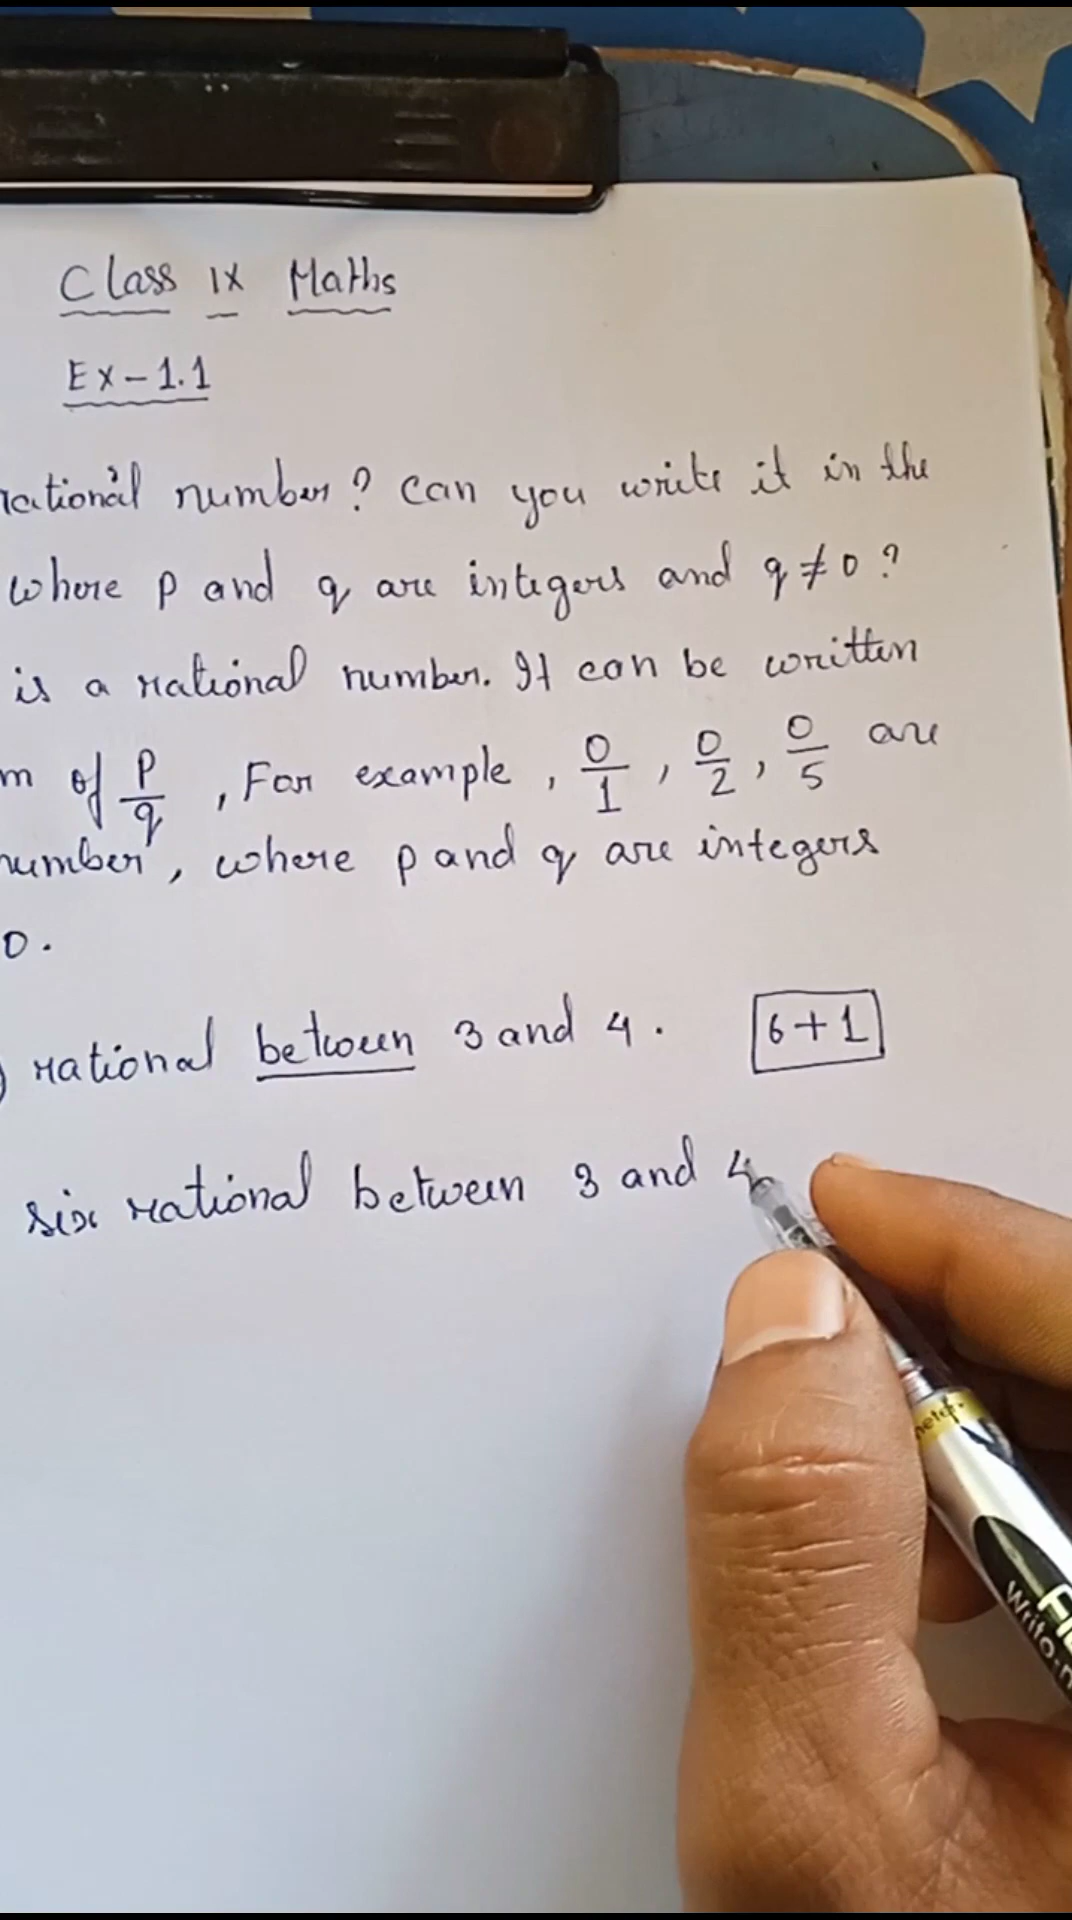 Class IX Maths
Ex-1.1
rational number? Can you write it in the
where p and q are integers and q ≠ 0?
is a rational number. It can be written
m of p/q, For example, 0/1, 0/2, 0/5 are
number, where p and q are integers
0.
rational between 3 and 4. 6+1
six rational between 3 and 4